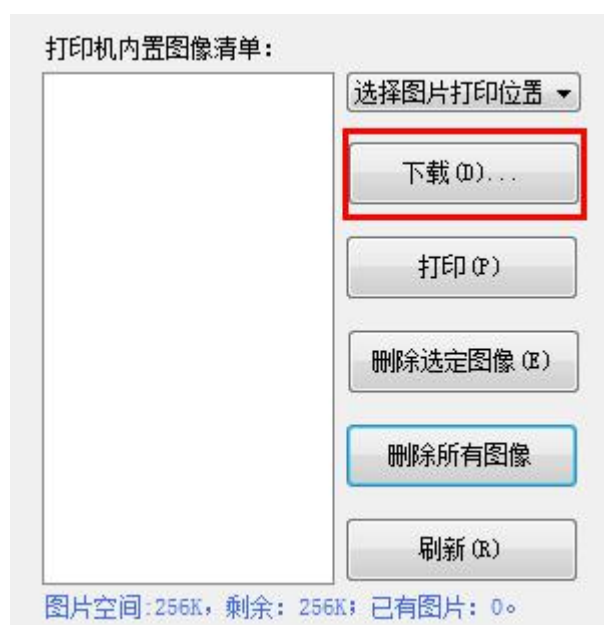 打印机内置图像清单：
选择图片打印位置
下载(D)...
打印(P)
删除选定图像(E)
删除所有图像
刷新(R)
图片空间:256K，剩余：256K；已有图片：0。